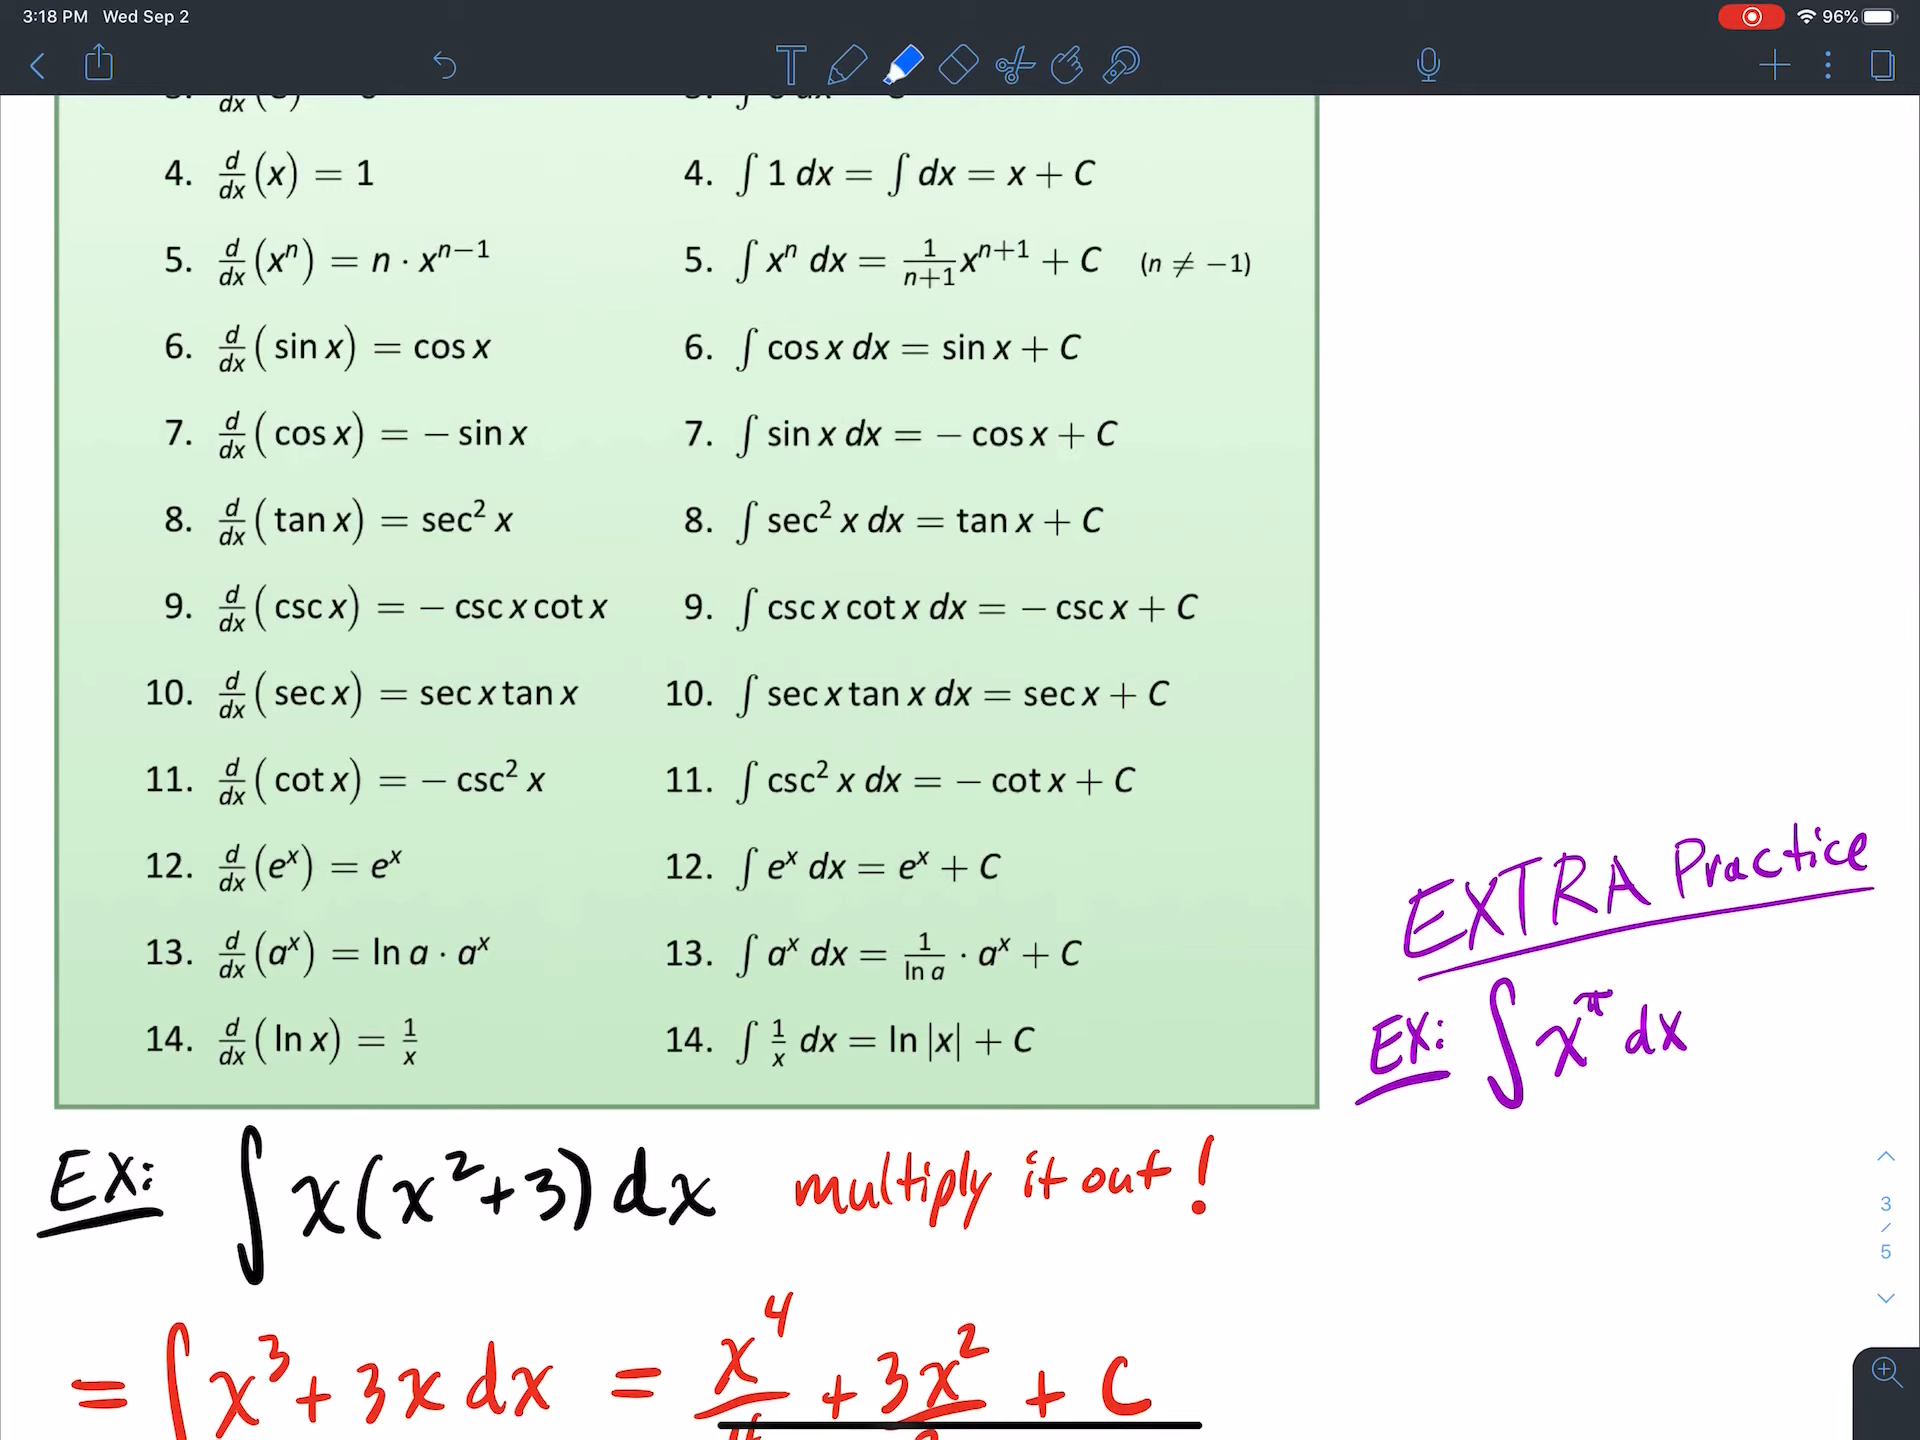 3:18 PM Wed Sep 2
96%
4. d/dx (x) = 1
4. ∫ 1 dx = ∫ dx = x + C
5. d/dx (xⁿ) = n · xⁿ⁻¹
5. ∫ xⁿ dx = 1/(n+1) xⁿ⁺¹ + C (n ≠ −1)
6. d/dx ( sin x) = cos x
6. ∫ cos x dx = sin x + C
7. d/dx ( cos x) = − sin x
7. ∫ sin x dx = − cos x + C
8. d/dx ( tan x) = sec² x
8. ∫ sec² x dx = tan x + C
9. d/dx ( csc x) = − csc x cot x
9. ∫ csc x cot x dx = − csc x + C
10. d/dx ( sec x) = sec x tan x
10. ∫ sec x tan x dx = sec x + C
11. d/dx ( cot x) = − csc² x
11. ∫ csc² x dx = − cot x + C
12. d/dx (eˣ) = eˣ
12. ∫ eˣ dx = eˣ + C
13. d/dx (aˣ) = ln a · aˣ
13. ∫ aˣ dx = 1/ln a · aˣ + C
14. d/dx ( ln x) = 1/x
14. ∫ 1/x dx = ln |x| + C
EXTRA Practice
EX: ∫ x^π dx
EX: ∫ x(x²+3) dx multiply it out!
= ∫ x³ + 3x dx = x⁴/4 + 3x²/2 + C
3
/
5